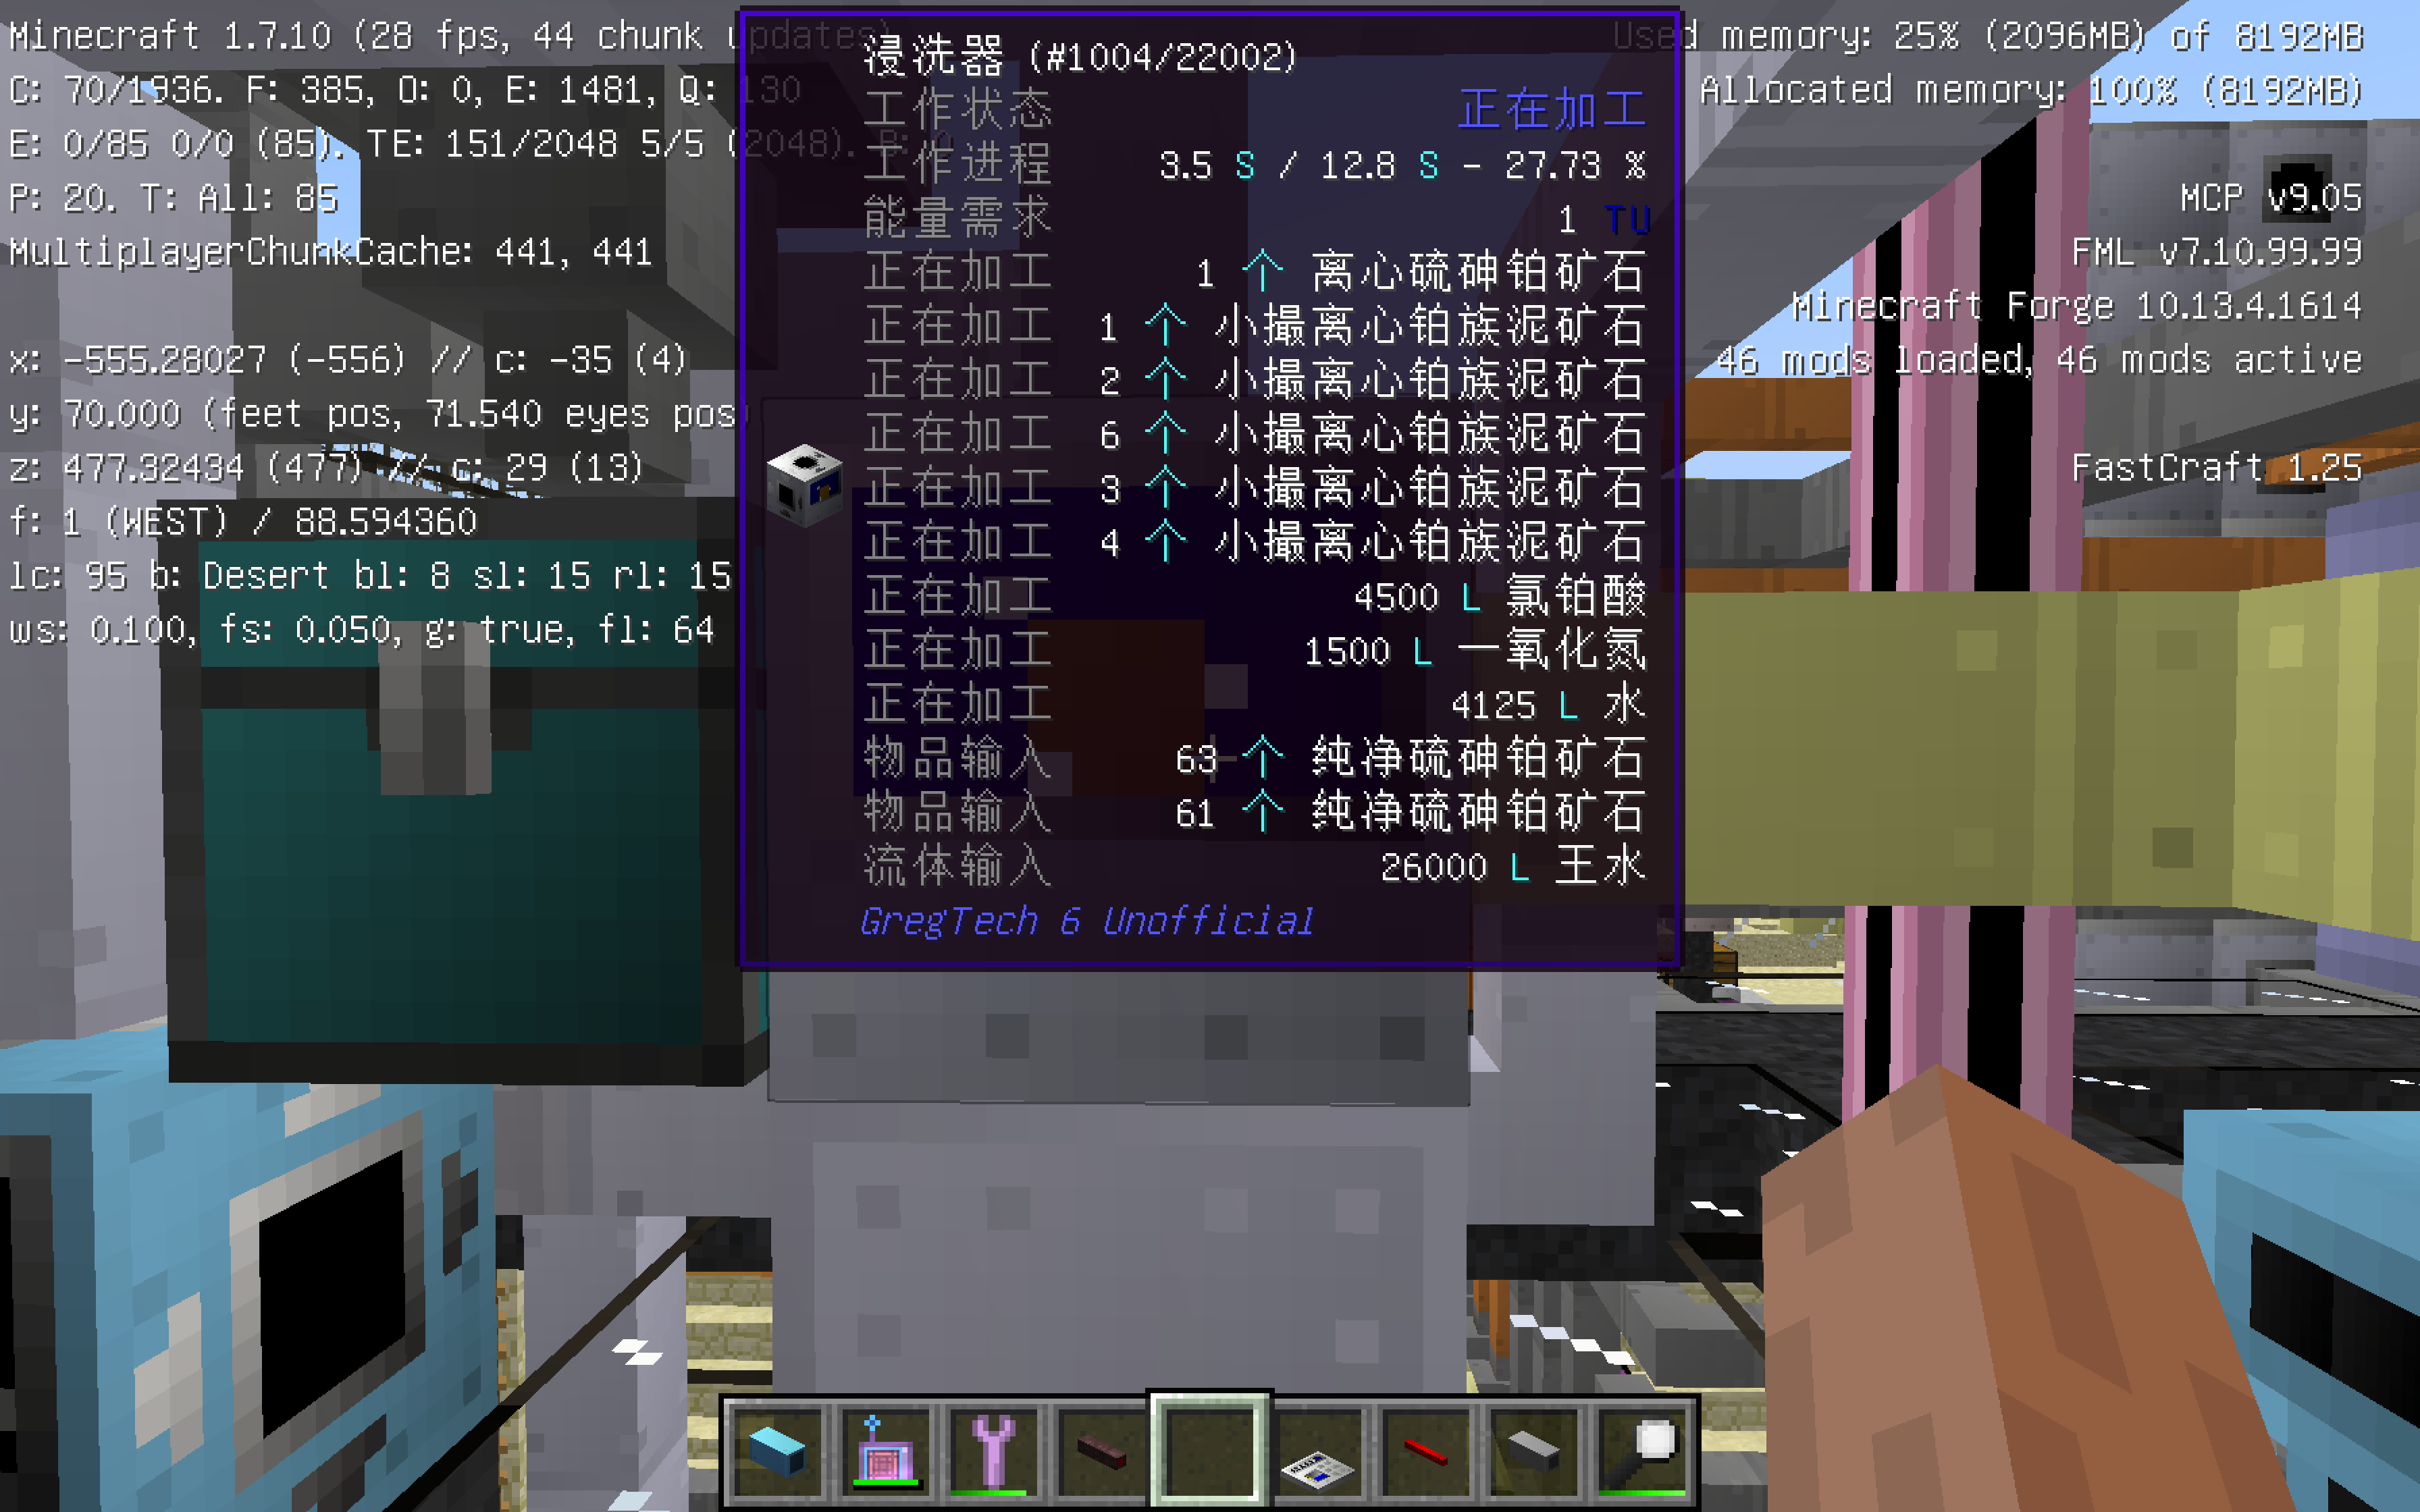 Minecraft 1.7.10 (28 fps, 44 chunk updates)
C: 70/1936. F: 385, O: 0, E: 1481, Q: 130
E: 0/85 0/0 (85). TE: 151/2048 5/5 (2048). B: 0
P: 20. T: All: 85
MultiplayerChunkCache: 441, 441
x: -555.28027 (-556) // c: -35 (4)
y: 70.000 (feet pos, 71.540 eyes pos)
z: 477.32434 (477) // c: 29 (13)
f: 1 (WEST) / 88.594360
lc: 95 b: Desert bl: 8 sl: 15 rl: 15
ws: 0.100, fs: 0.050, g: true, fl: 64
浸洗器 (#1004/22002)
工作状态 正在加工
工作进程 3.5 S / 12.8 S - 27.73 %
能量需求 1 TU
正在加工 1 个 离心硫砷铂矿石
正在加工 1 个 小撮离心铂族泥矿石
正在加工 2 个 小撮离心铂族泥矿石
正在加工 6 个 小撮离心铂族泥矿石
正在加工 3 个 小撮离心铂族泥矿石
正在加工 4 个 小撮离心铂族泥矿石
正在加工 4500 L 氯铂酸
正在加工 1500 L 一氧化氮
正在加工 4125 L 水
物品输入 63 个 纯净硫砷铂矿石
物品输入 61 个 纯净硫砷铂矿石
流体输入 26000 L 王水
GregTech 6 Unofficial
Used memory: 25% (2096MB) of 8192MB
Allocated memory: 100% (8192MB)
MCP v9.05
FML v7.10.99.99
Minecraft Forge 10.13.4.1614
46 mods loaded, 46 mods active
FastCraft 1.25